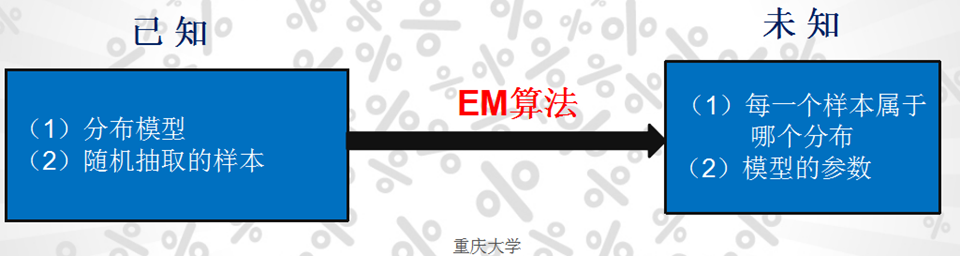 已 知
（1）分布模型
（2）随机抽取的样本
EM算法
未 知
（1）每一个样本属于
哪个分布
（2）模型的参数
重庆大学